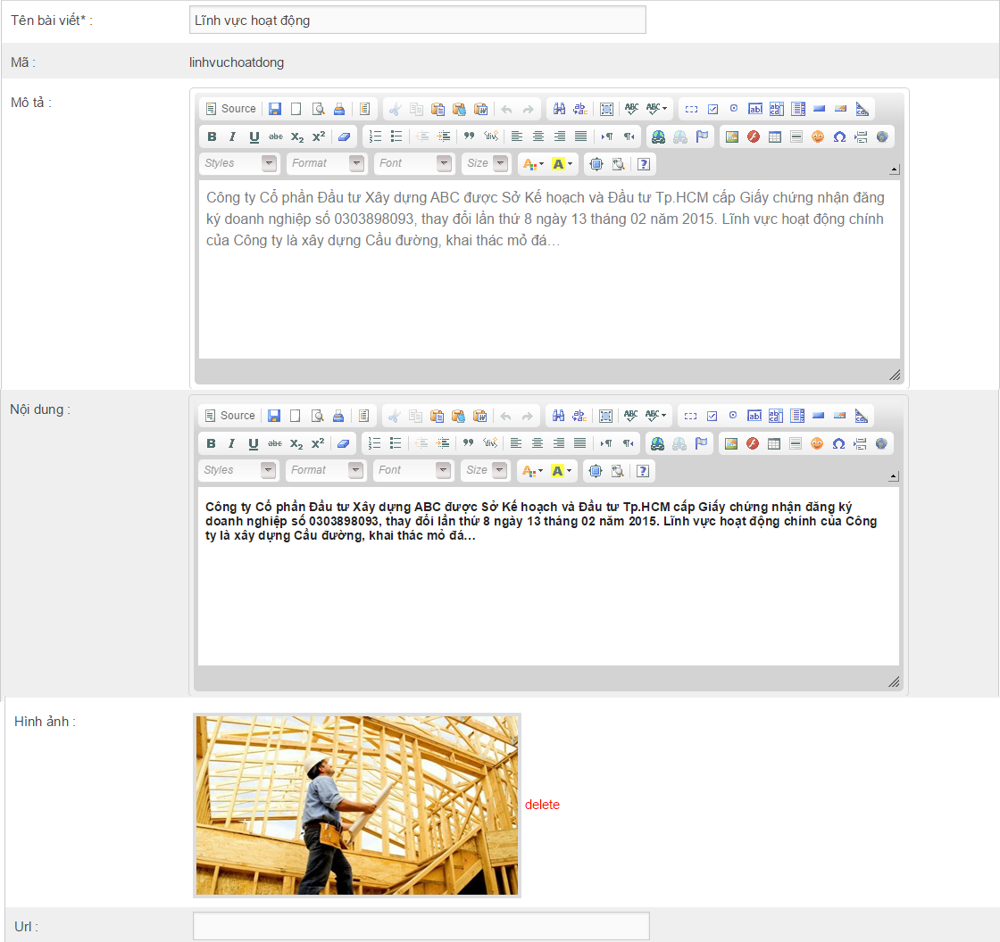 Tên bài viết* :
Lĩnh vực hoạt động
Mã :
linhvuchoatdong
Mô tả :
Source
B I U abc X₂ X²
Styles Format Font Size A A
Công ty Cổ phần Đầu tư Xây dựng ABC được Sở Kế hoạch và Đầu tư Tp.HCM cấp Giấy chứng nhận đăng
ký doanh nghiệp số 0303898093, thay đổi lần thứ 8 ngày 13 tháng 02 năm 2015. Lĩnh vực hoạt động chính
của Công ty là xây dựng Cầu đường, khai thác mỏ đá…
Nội dung :
Source
B I U abc X₂ X²
Styles Format Font Size A A
Công ty Cổ phần Đầu tư Xây dựng ABC được Sở Kế hoạch và Đầu tư Tp.HCM cấp Giấy chứng nhận đăng ký
doanh nghiệp số 0303898093, thay đổi lần thứ 8 ngày 13 tháng 02 năm 2015. Lĩnh vực hoạt động chính của Công
ty là xây dựng Cầu đường, khai thác mỏ đá…
Hình ảnh :
delete
Url :